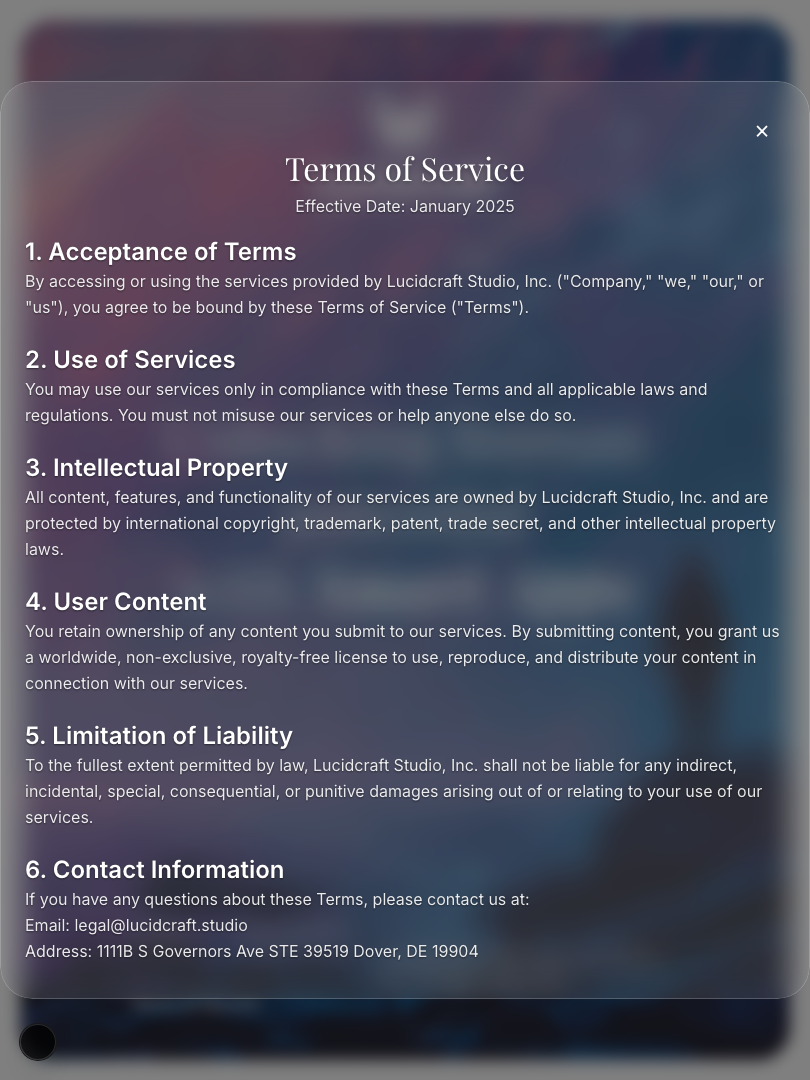 ×
Terms of Service
Effective Date: January 2025
1. Acceptance of Terms
By accessing or using the services provided by Lucidcraft Studio, Inc. ("Company," "we," "our," or
"us"), you agree to be bound by these Terms of Service ("Terms").
2. Use of Services
You may use our services only in compliance with these Terms and all applicable laws and
regulations. You must not misuse our services or help anyone else do so.
3. Intellectual Property
All content, features, and functionality of our services are owned by Lucidcraft Studio, Inc. and are
protected by international copyright, trademark, patent, trade secret, and other intellectual property
laws.
4. User Content
You retain ownership of any content you submit to our services. By submitting content, you grant us
a worldwide, non-exclusive, royalty-free license to use, reproduce, and distribute your content in
connection with our services.
5. Limitation of Liability
To the fullest extent permitted by law, Lucidcraft Studio, Inc. shall not be liable for any indirect,
incidental, special, consequential, or punitive damages arising out of or relating to your use of our
services.
6. Contact Information
If you have any questions about these Terms, please contact us at:
Email: legal@lucidcraft.studio
Address: 1111B S Governors Ave STE 39519 Dover, DE 19904